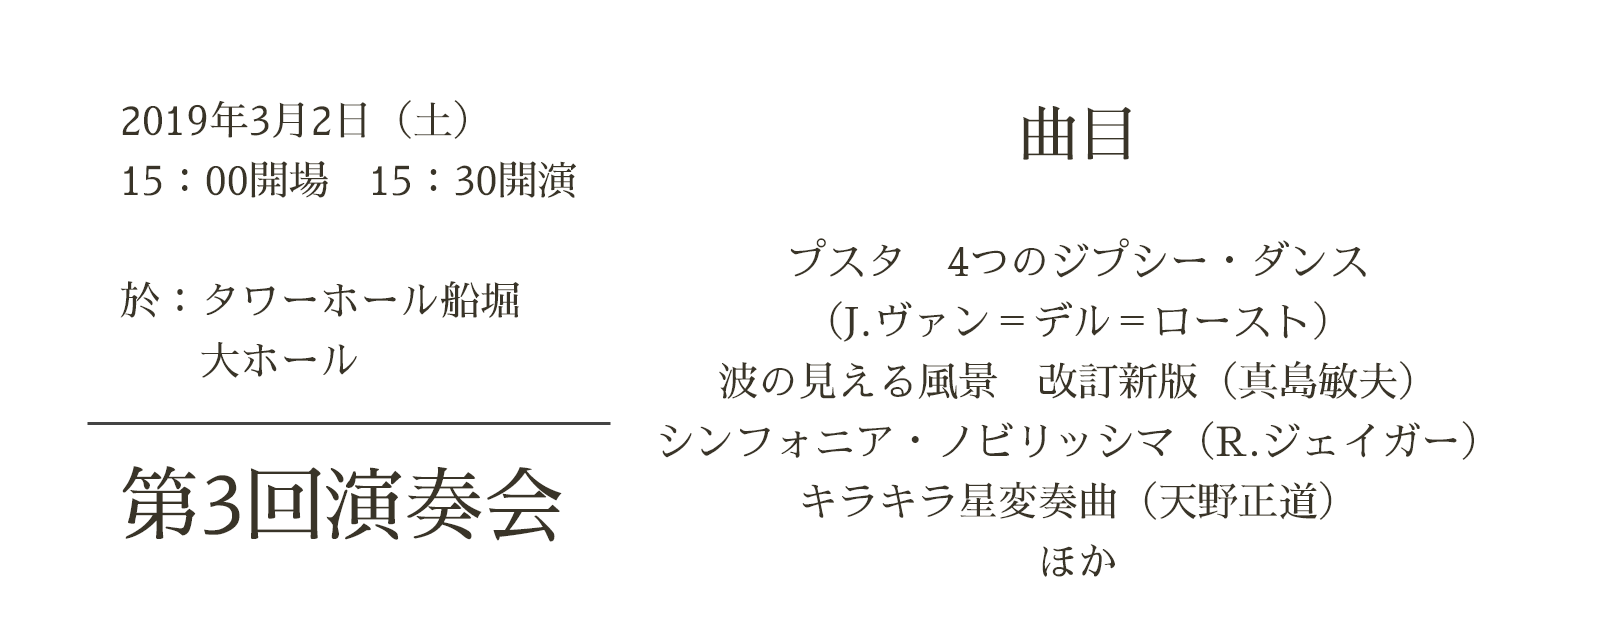 2019年3月2日（土）
15：00開場　15：30開演
於：タワーホール船堀
大ホール
第3回演奏会
曲目
プスタ　4つのジプシー・ダンス
（J.ヴァン＝デル＝ロースト）
波の見える風景　改訂新版（真島敏夫）
シンフォニア・ノビリッシマ（R.ジェイガー）
キラキラ星変奏曲（天野正道）
ほか